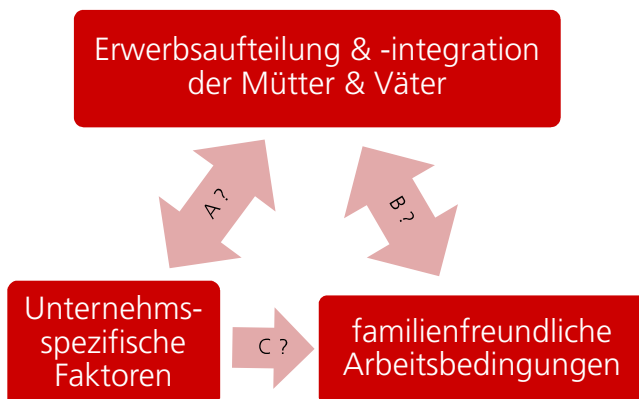 Erwerbsaufteilung & -integration
der Mütter & Väter
A ?
B ?
Unternehms-
spezifische
Faktoren
C ?
familienfreundliche
Arbeitsbedingungen